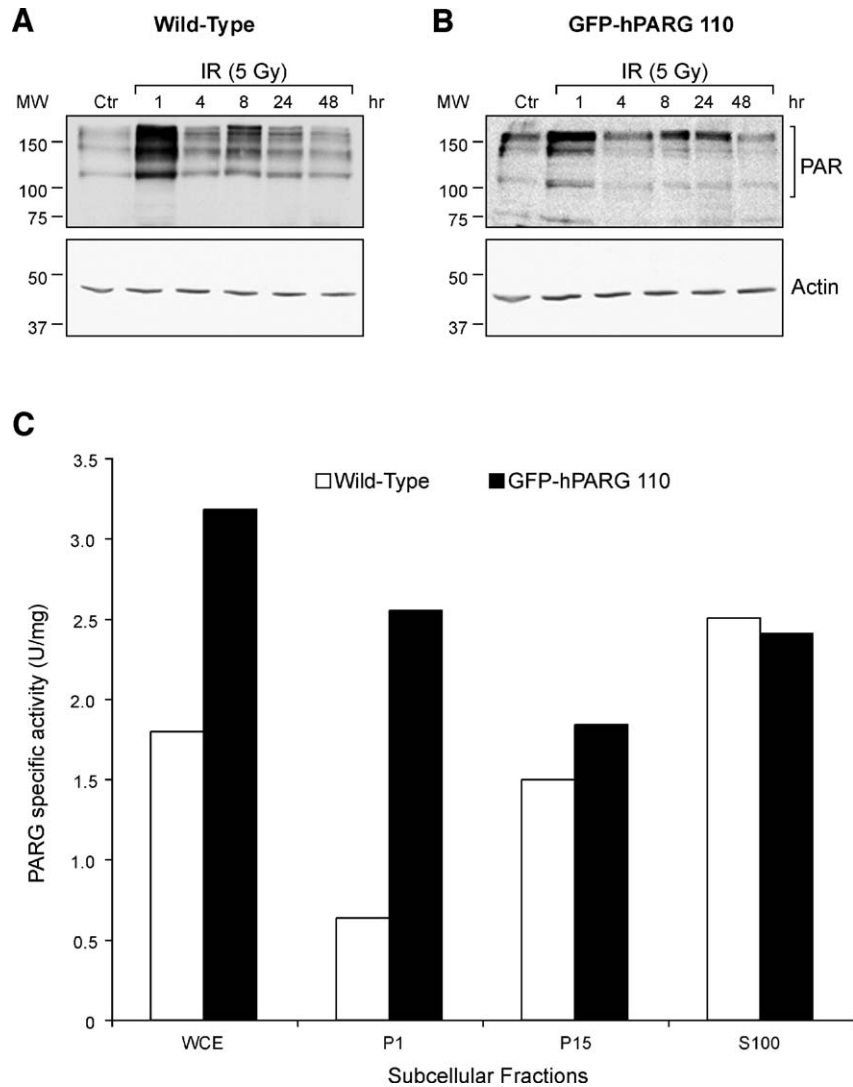 A
Wild-Type
IR (5 Gy)
MW Ctr 1 4 8 24 48 hr
150
100
75
50
37
B
GFP-hPARG 110
IR (5 Gy)
MW Ctr 1 4 8 24 48 hr
150
100
75
PAR
50
37
Actin
C
3.5
3.0
2.5
2.0
1.5
1.0
0.5
0
PARG specific activity (U/mg)
Wild-Type GFP-hPARG 110
WCE P1 P15 S100
Subcellular Fractions